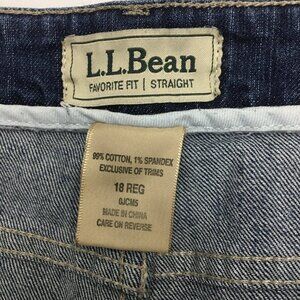 L.L.Bean
FAVORITE FIT | STRAIGHT
99% COTTON, 1% SPANDEX
EXCLUSIVE OF TRIMS
18 REG
0JCM5
MADE IN CHINA
CARE ON REVERSE